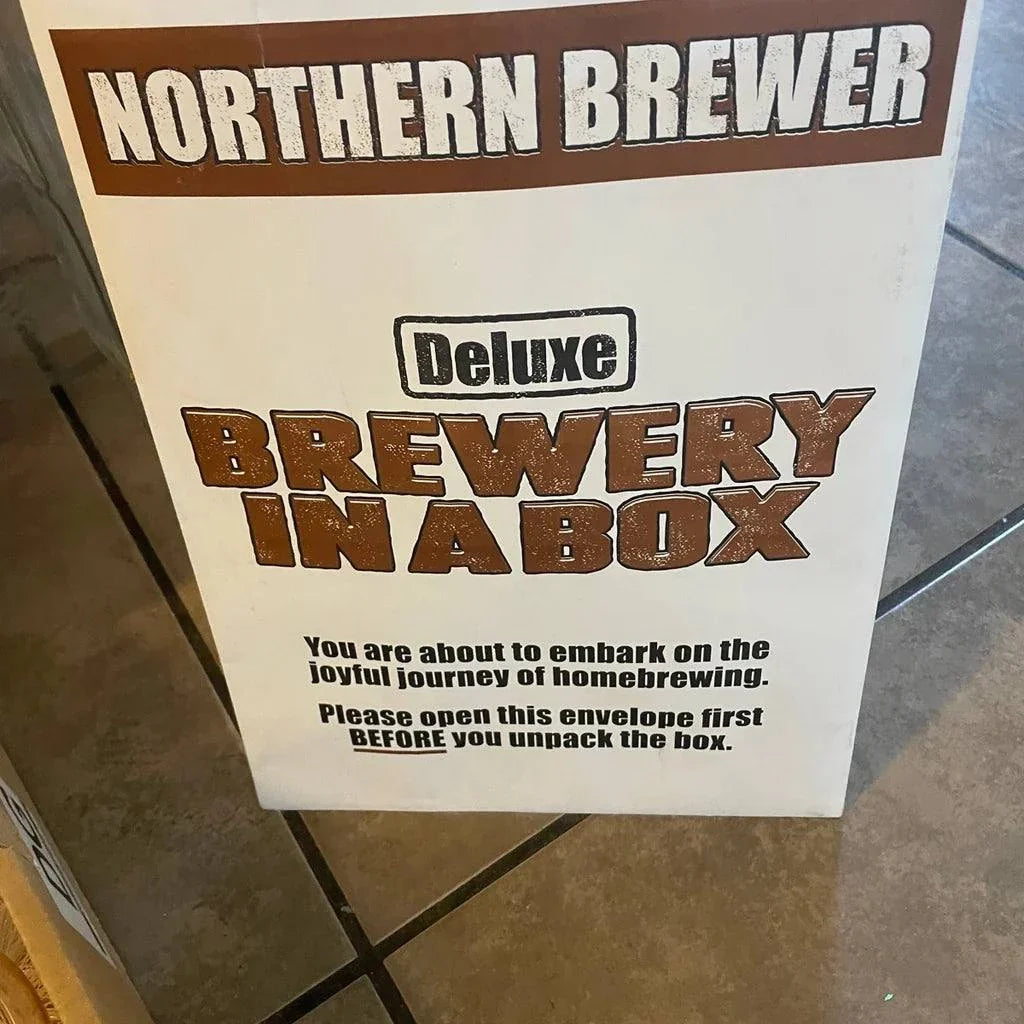 NORTHERN BREWER
Deluxe
BREWERY
IN A BOX
You are about to embark on the
joyful journey of homebrewing.
Please open this envelope first
BEFORE you unpack the box.